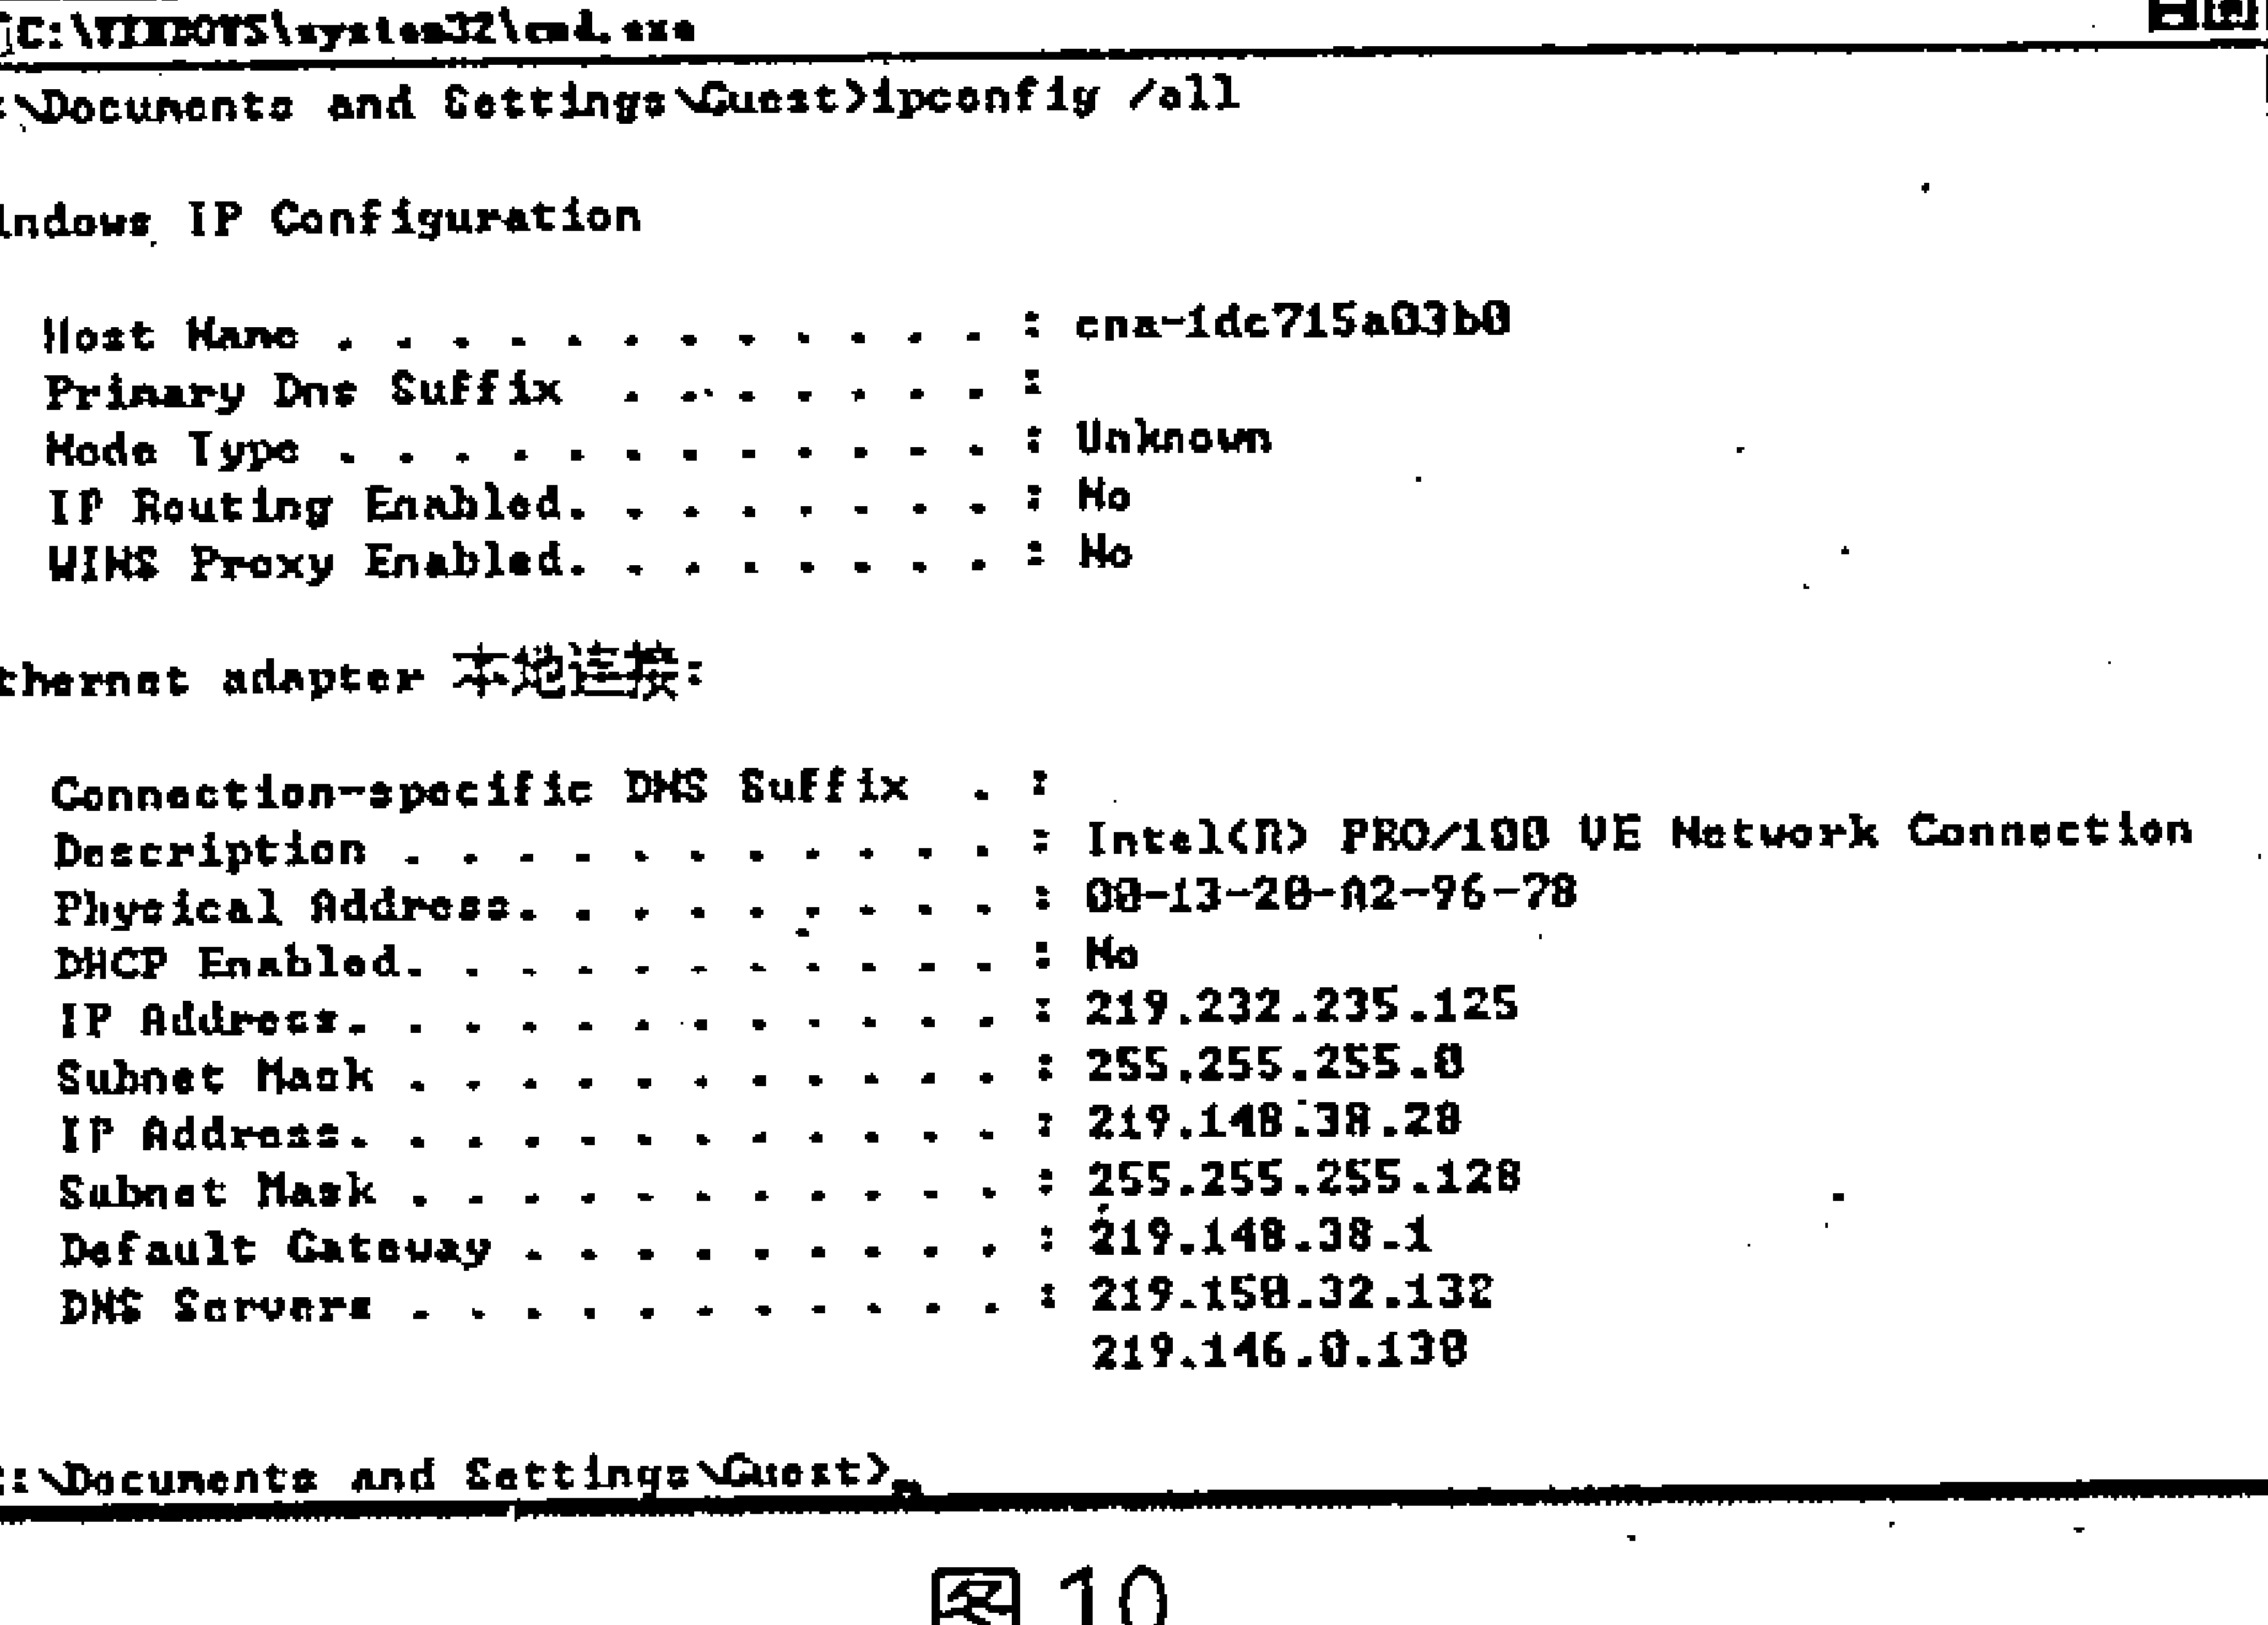 C:\WINDOWS\system32\cmd.exe
:\Documents and Settings\Guest>ipconfig /all
indows IP Configuration
Host Name . . . . . . . . . . . . : cna-1dc715a03b0
Primary Dns Suffix . . . . . . . :
Node Type . . . . . . . . . . . . : Unknown
IP Routing Enabled. . . . . . . . : No
WINS Proxy Enabled. . . . . . . . : No
thernet adapter 本地连接:
Connection-specific DNS Suffix . :
Description . . . . . . . . . . . : Intel(R) PRO/100 VE Network Connection
Physical Address. . . . . . . . . : 00-13-20-A2-96-78
DHCP Enabled. . . . . . . . . . . : No
IP Address. . . . . . . . . . . . : 219.232.235.125
Subnet Mask . . . . . . . . . . . : 255.255.255.0
IP Address. . . . . . . . . . . . : 219.148.38.28
Subnet Mask . . . . . . . . . . . : 255.255.255.128
Default Gateway . . . . . . . . . : 219.148.38.1
DNS Servers . . . . . . . . . . . : 219.150.32.132
219.146.0.130
:\Documents and Settings\Guest>_
图 10